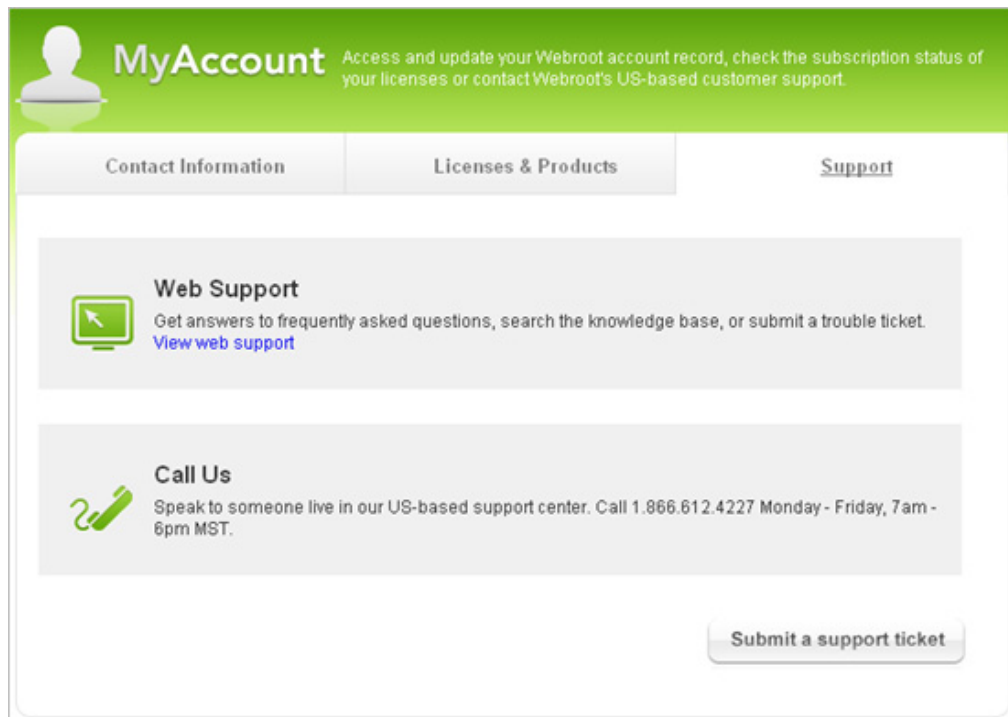 MyAccount
Access and update your Webroot account record, check the subscription status of
your licenses or contact Webroot's US-based customer support.
Contact Information
Licenses & Products
Support
Web Support
Get answers to frequently asked questions, search the knowledge base, or submit a trouble ticket.
View web support
Call Us
Speak to someone live in our US-based support center. Call 1.866.612.4227 Monday - Friday, 7am -
6pm MST.
Submit a support ticket